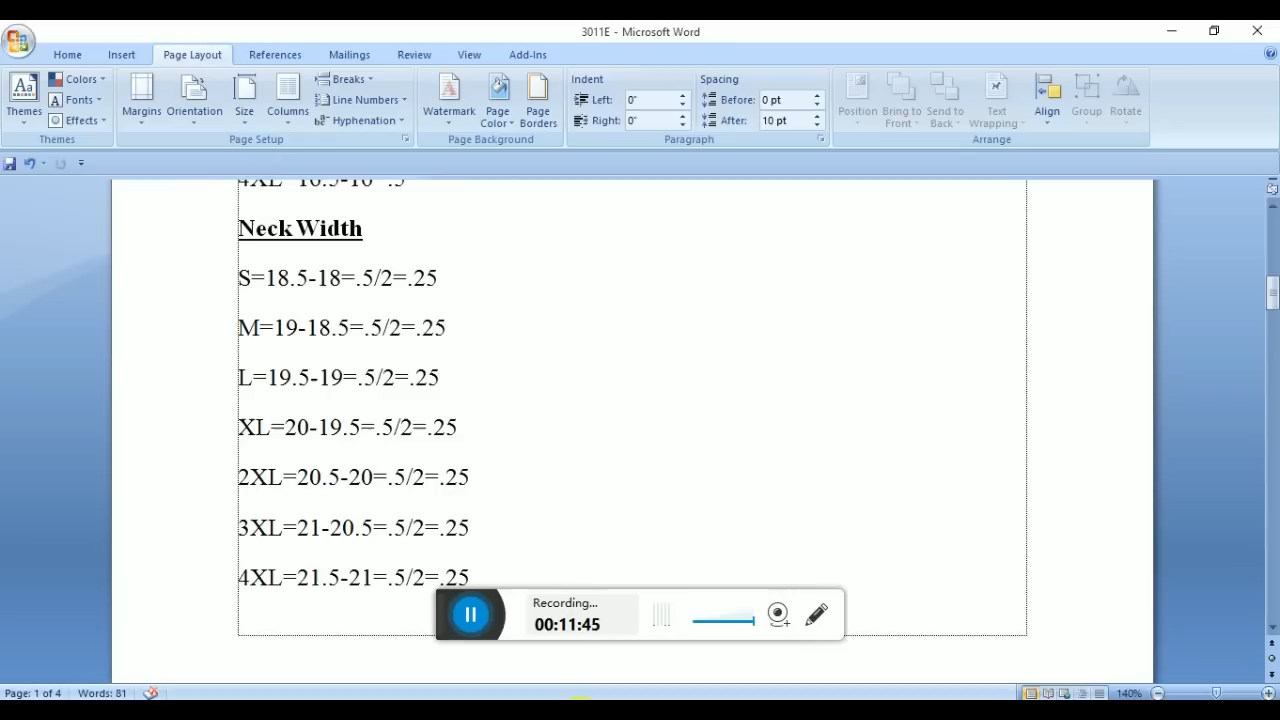 3011E - Microsoft Word
Home Insert Page Layout References Mailings Review View Add-Ins
Aa Themes Colors Fonts Effects
Themes
Margins Orientation Size Columns Breaks Line Numbers Hyphenation
Page Setup
Watermark Page Color Page Borders
Page Background
Indent Spacing
Left: 0" Before: 0 pt
Right: 0" After: 10 pt
Paragraph
Position Bring to Front Send to Back Text Wrapping Align Group Rotate
Arrange
Neck Width
S=18.5-18=.5/2=.25
M=19-18.5=.5/2=.25
L=19.5-19=.5/2=.25
XL=20-19.5=.5/2=.25
2XL=20.5-20=.5/2=.25
3XL=21-20.5=.5/2=.25
4XL=21.5-21=.5/2=.25
Recording...
00:11:45
Page: 1 of 4 Words: 81 140%